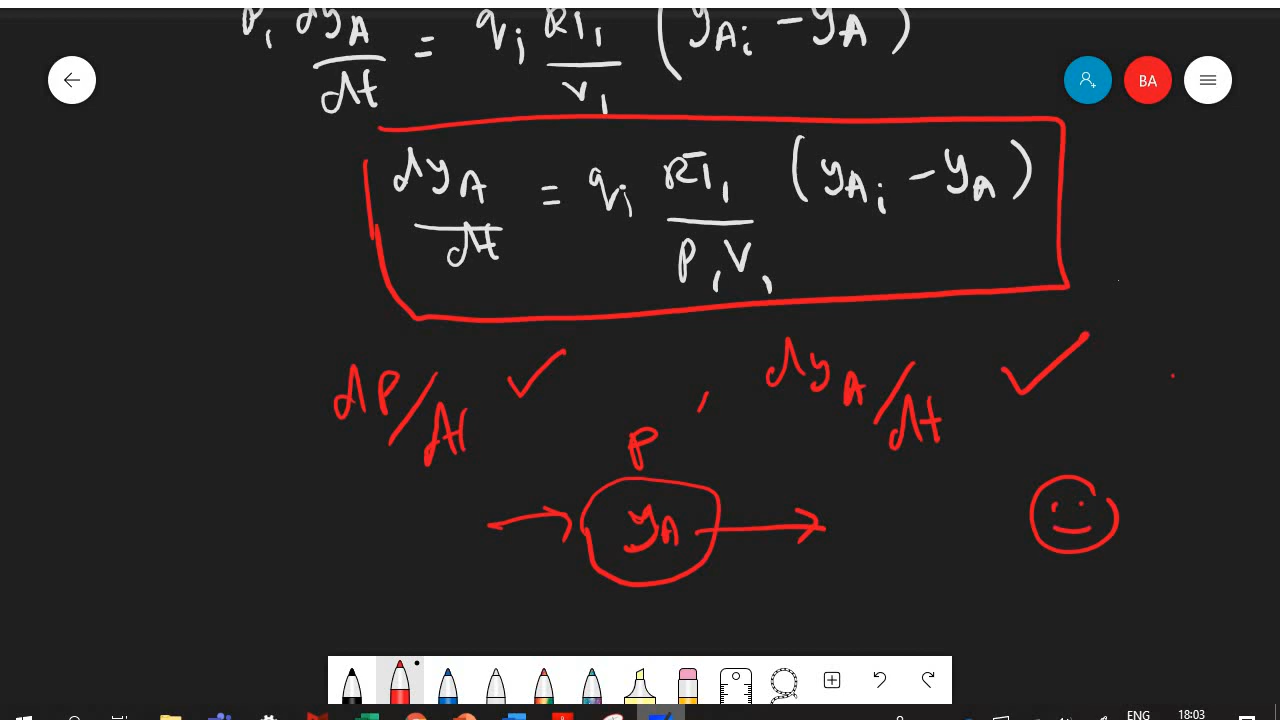 P₁ dyA/dt = qᵢ RT₁/V₁ (yAᵢ − yA)
BA
dyA/dt = qᵢ RT₁/P₁V₁ (yAᵢ − yA)
dP/dt ✓ , dyA/dt ✓
P
→ yA →
ENG 18:03